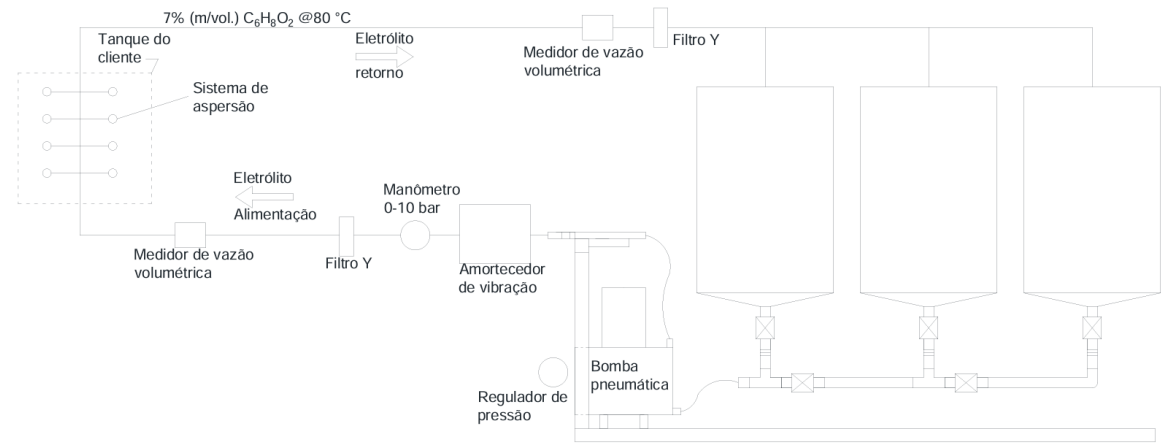 7% (m/vol.) C₆H₈O₂ @80 °C
Tanque do
cliente
Eletrólito
retorno
Medidor de vazão
volumétrica
Filtro Y
Sistema de
aspersão
Eletrólito
Alimentação
Manômetro
0-10 bar
Medidor de vazão
volumétrica
Filtro Y
Amortecedor
de vibração
Bomba
pneumática
Regulador de
pressão